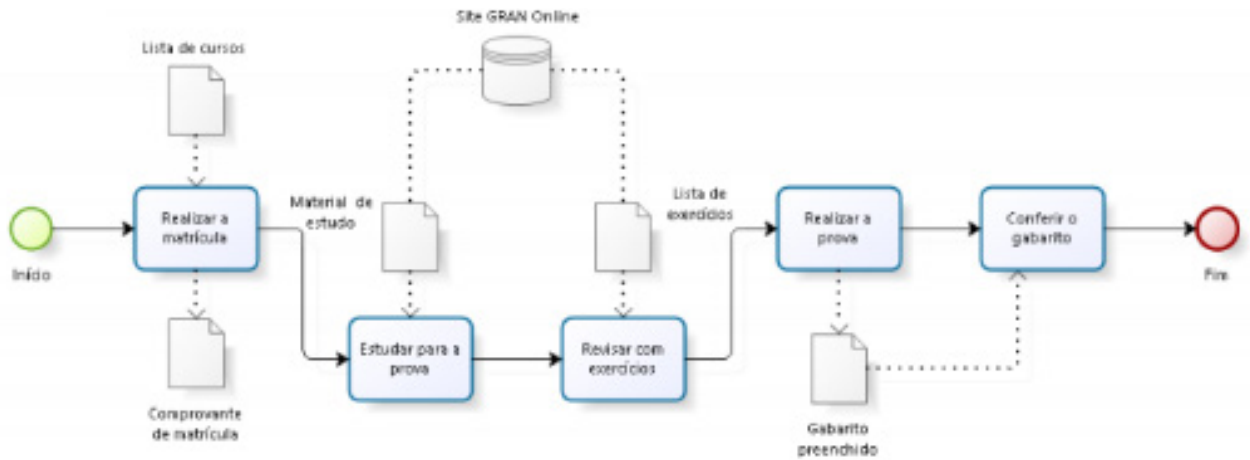 Site GRAN Online
Lista de cursos
Realizar a
matrícula
Material de
estudo
Lista de
exercícios
Realizar a
prova
Conferir o
gabarito
Início
Fim
Estudar para a
prova
Revisar com
exercícios
Comprovante
de matrícula
Gabarito
preenchido